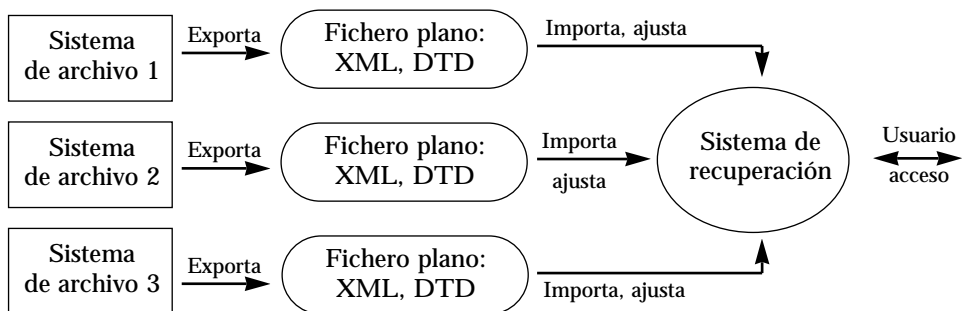 Sistema
de archivo 1
Exporta
Fichero plano:
XML, DTD
Importa, ajusta
Sistema
de archivo 2
Exporta
Fichero plano:
XML, DTD
Importa
ajusta
Sistema de
recuperación
Usuario
acceso
Sistema
de archivo 3
Exporta
Fichero plano:
XML, DTD
Importa, ajusta